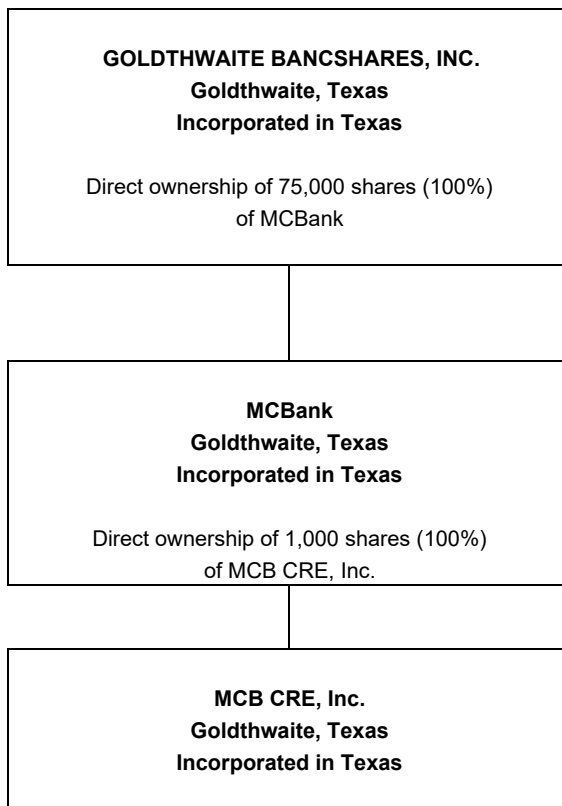 GOLDTHWAITE BANCSHARES, INC.
Goldthwaite, Texas
Incorporated in Texas
Direct ownership of 75,000 shares (100%)
of MCBank
MCBank
Goldthwaite, Texas
Incorporated in Texas
Direct ownership of 1,000 shares (100%)
of MCB CRE, Inc.
MCB CRE, Inc.
Goldthwaite, Texas
Incorporated in Texas